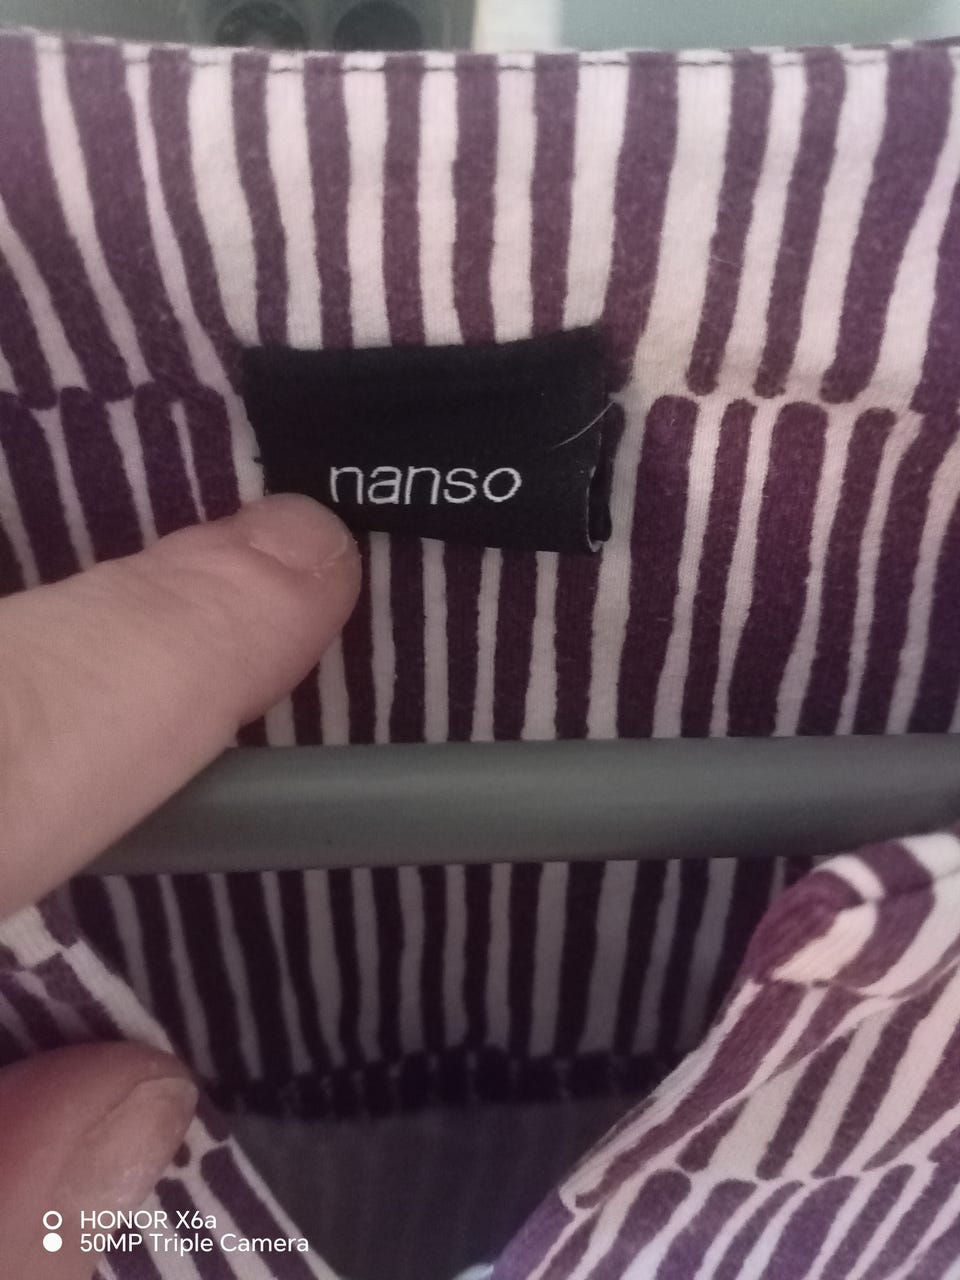 nanso
HONOR X6a
50MP Triple Camera